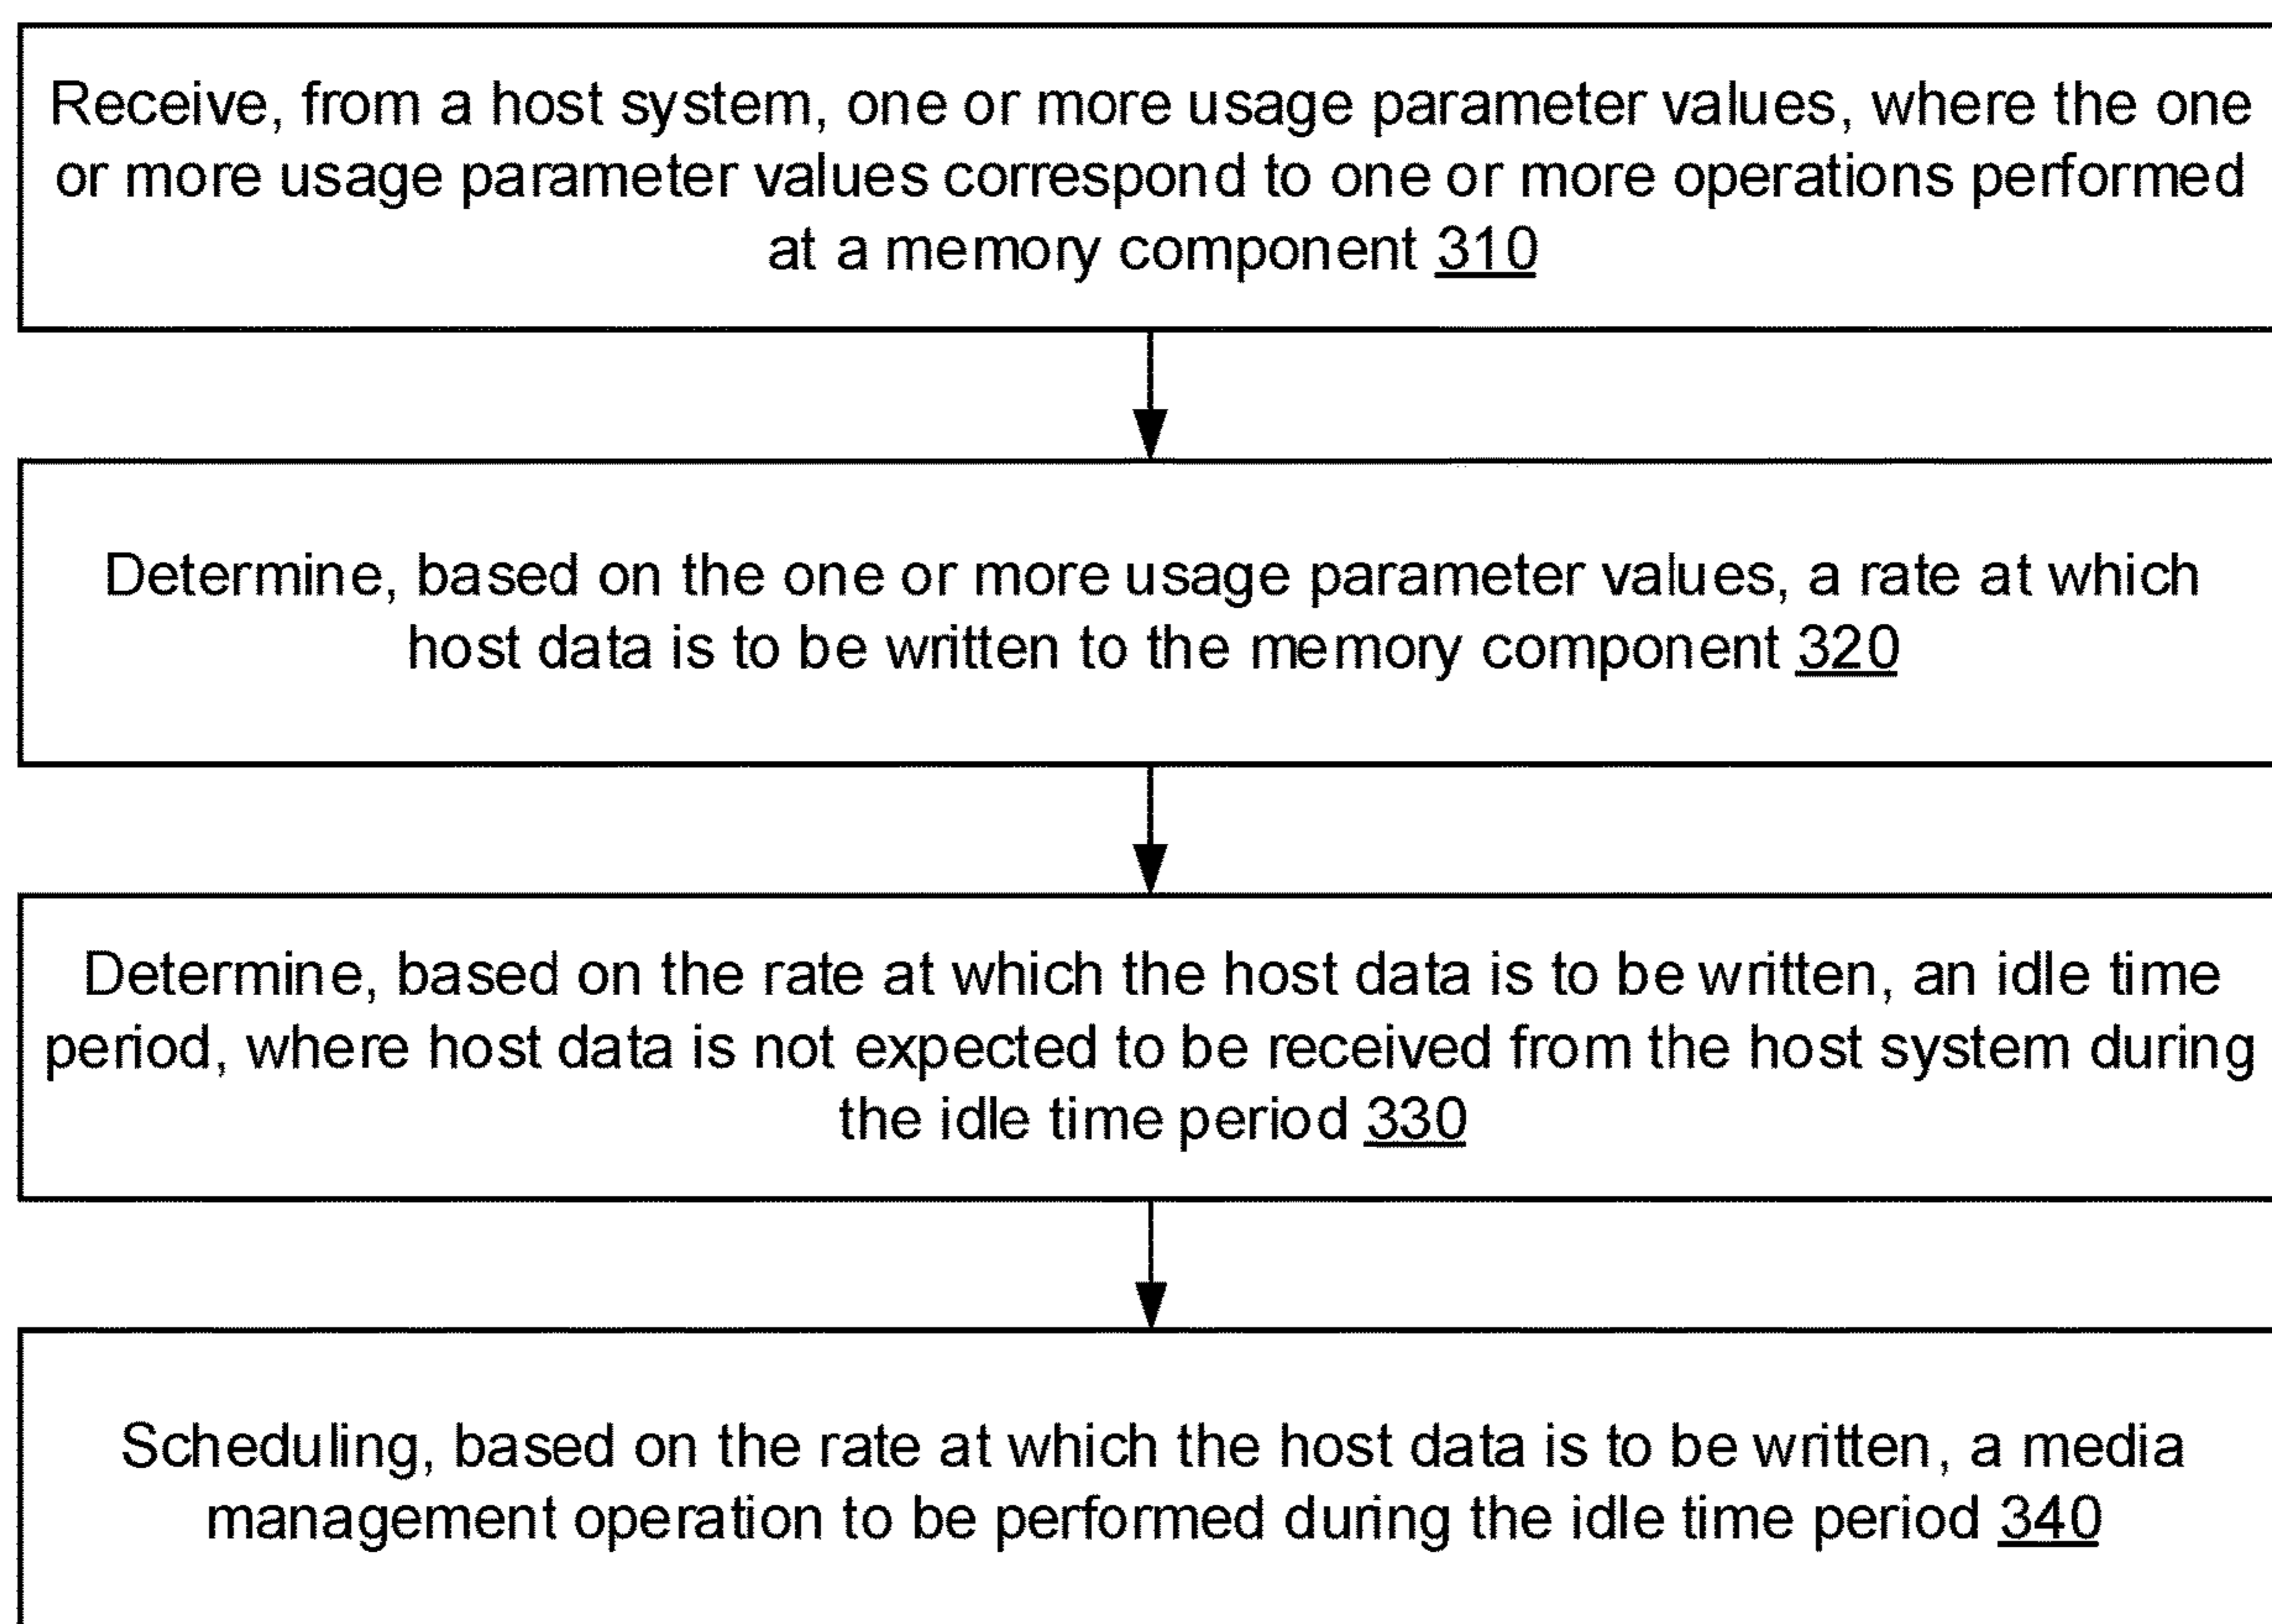 Receive, from a host system, one or more usage parameter values, where the one
or more usage parameter values correspond to one or more operations performed
at a memory component 310
Determine, based on the one or more usage parameter values, a rate at which
host data is to be written to the memory component 320
Determine, based on the rate at which the host data is to be written, an idle time
period, where host data is not expected to be received from the host system during
the idle time period 330
Scheduling, based on the rate at which the host data is to be written, a media
management operation to be performed during the idle time period 340